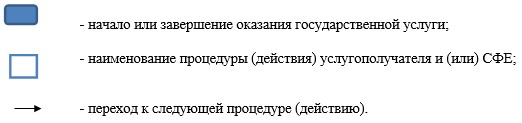 - начало или завершение оказания государственной услуги;
- наименование процедуры (действия) услугополучателя и (или) СФЕ;
- переход к следующей процедуре (действию).